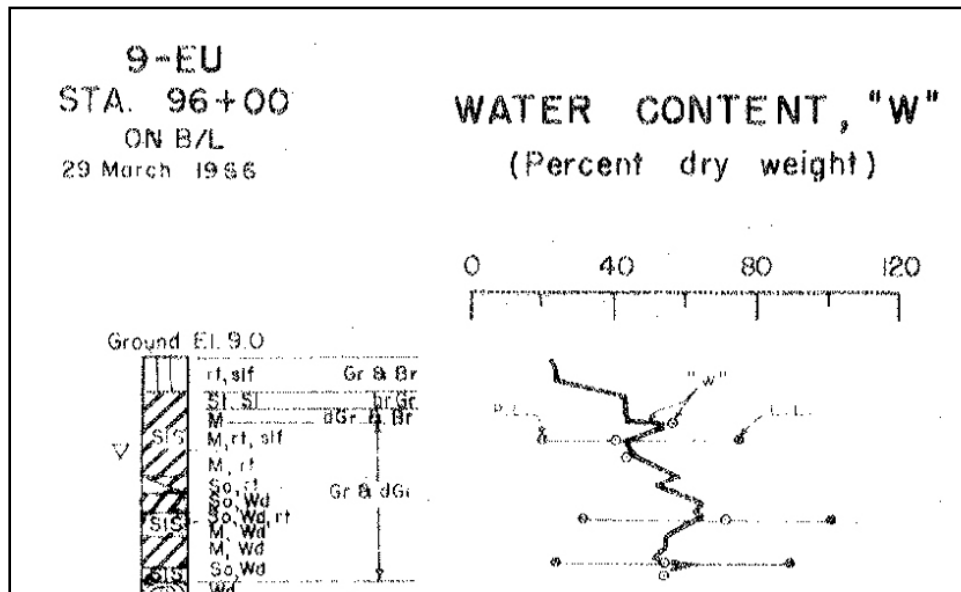 9-EU
STA. 96+00
ON B/L
29 March 1966
WATER CONTENT, "W"
(Percent dry weight)
0 40 80 120
Ground El. 9.0
rt, slf Gr & Br
SI, SI br Gr
M dGr & Br
SIS M, rt, slf
M, rt
So, rt
Gr & dGr
So, Wd
SIS So, Wd, rt
M, Wd
M, Wd
SIS So, Wd
Wd
"W"
P.L. L.L.